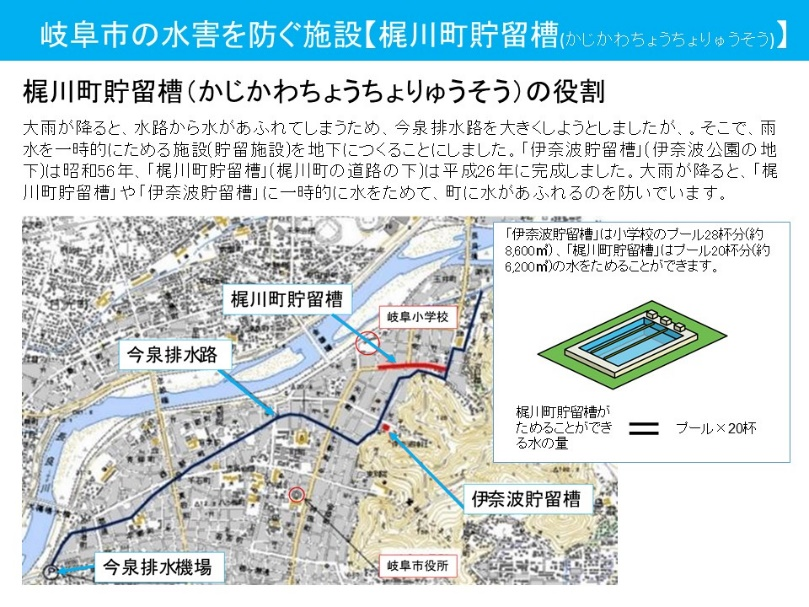 岐阜市の水害を防ぐ施設【梶川町貯留槽(かじかわちょうちょりゅうそう)】
梶川町貯留槽(かじかわちょうちょりゅうそう)の役割
大雨が降ると、水路から水があふれてしまうため、今泉排水路を大きくしようとしましたが、。そこで、雨
水を一時的にためる施設(貯留施設)を地下につくることにしました。「伊奈波貯留槽」(伊奈波公園の地
下)は昭和56年、「梶川町貯留槽」(梶川町の道路の下)は平成26年に完成しました。大雨が降ると、「梶
川町貯留槽」や「伊奈波貯留槽」に一時的に水をためて、町に水があふれるのを防いでいます。
「伊奈波貯留槽」は小学校のプール28杯分(約
8,600㎥)、「梶川町貯留槽」はプール20杯分(約
6,200㎥)の水をためることができます。
梶川町貯留槽
岐阜小学校
今泉排水路
梶川町貯留槽が
ためることができ
る水の量
プール×20杯
長良川
伊奈波貯留槽
今泉排水機場
岐阜市役所